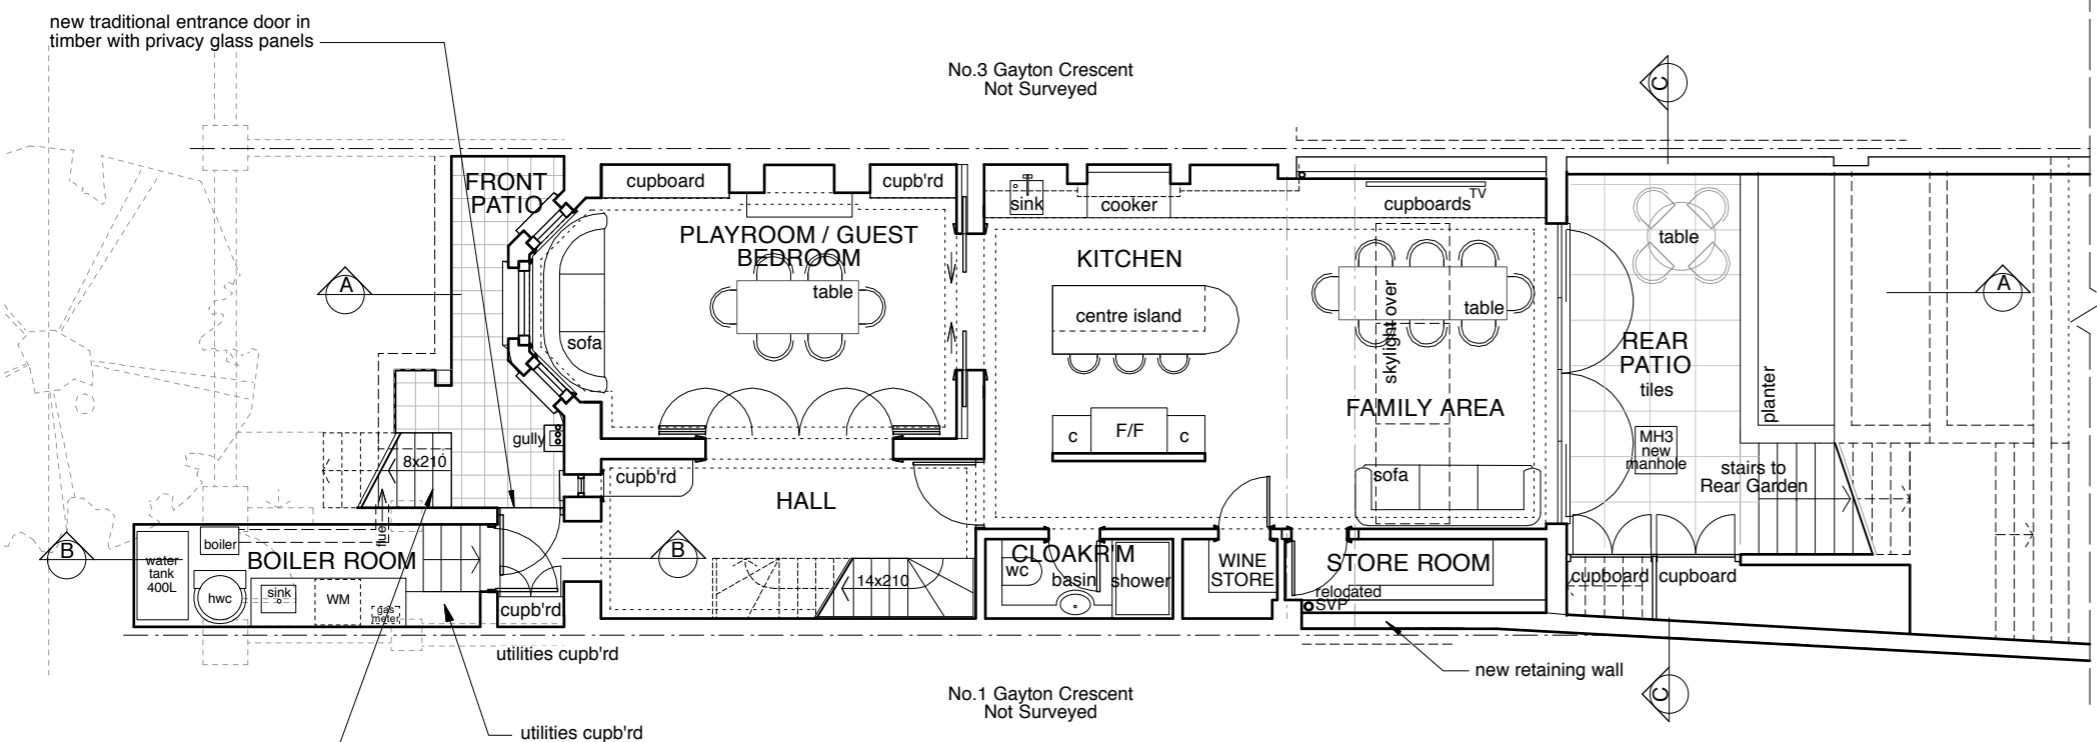 new traditional entrance door in
timber with privacy glass panels
No.3 Gayton Crescent
Not Surveyed
C
FRONT
PATIO
cupboard
cupb'rd
sink
cooker
TV
cupboards
table
PLAYROOM / GUEST
BEDROOM
table
KITCHEN
A
A
centre island
skylight over
table
sofa
REAR
PATIO
tiles
planter
FAMILY AREA
gully
c
F/F
c
MH3
new
manhole
8x210
cupb'rd
HALL
sofa
stairs to
Rear Garden
flue
boiler
BOILER ROOM
B
B
water
tank
400L
hwc
sink
WM
gas
meter
cupb'rd
14x210
CLOAKR'M
wc
basin
shower
WINE
STORE
STORE ROOM
relocated
SVP
cupboard
cupboard
utilities cupb'rd
new retaining wall
No.1 Gayton Crescent
Not Surveyed
C
utilities cupb'rd